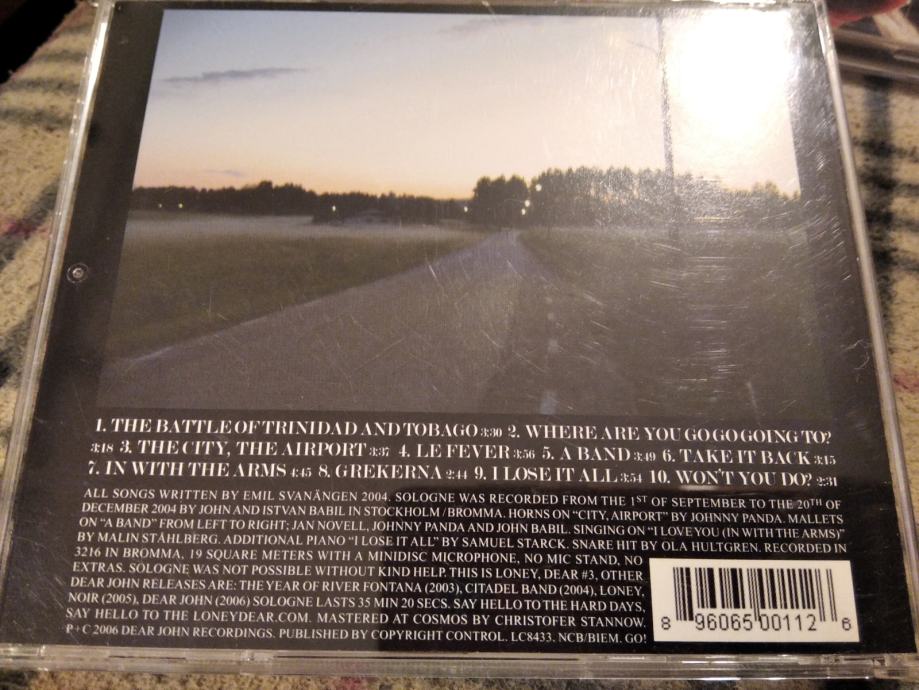 1. THE BATTLE OF TRINIDAD AND TOBAGO 3:30 2. WHERE ARE YOU GO GO GOING TO?
3:18 3. THE CITY, THE AIRPORT 3:37 4. LE FEVER 3:56 5. A BAND 3:49 6. TAKE IT BACK 3:15
7. IN WITH THE ARMS 4:45 8. GREKERNA 2:44 9. I LOSE IT ALL 3:54 10. WON'T YOU DO? 2:31
ALL SONGS WRITTEN BY EMIL SVANÄNGEN 2004. SOLOGNE WAS RECORDED FROM THE 1ST OF SEPTEMBER TO THE 20TH OF
DECEMBER 2004 BY JOHN AND ISTVAN BABIL IN STOCKHOLM / BROMMA. HORNS ON "CITY, AIRPORT" BY JOHNNY PANDA. MALLETS
ON "A BAND" FROM LEFT TO RIGHT; JAN NOVELL, JOHNNY PANDA AND JOHN BABIL. SINGING ON "I LOVE YOU (IN WITH THE ARMS)"
BY MALIN STÅHLBERG. ADDITIONAL PIANO "I LOSE IT ALL" BY SAMUEL STARCK. SNARE HIT BY OLA HULTGREN. RECORDED IN
3216 IN BROMMA, 19 SQUARE METERS WITH A MINIDISC MICROPHONE, NO MIC STAND, NO
EXTRAS. SOLOGNE WAS NOT POSSIBLE WITHOUT KIND HELP. THIS IS LONEY, DEAR #3, OTHER
DEAR JOHN RELEASES ARE: THE YEAR OF RIVER FONTANA (2003), CITADEL BAND (2004), LONEY,
NOIR (2005), DEAR JOHN (2006) SOLOGNE LASTS 35 MIN 20 SECS. SAY HELLO TO THE HARD DAYS,
SAY HELLO TO THE LONEYDEAR.COM. MASTERED AT COSMOS BY CHRISTOFER STANNOW.
P+C 2006 DEAR JOHN RECORDINGS. PUBLISHED BY COPYRIGHT CONTROL. LC8433. NCB/BIEM. GO!
8 96065 00112 6